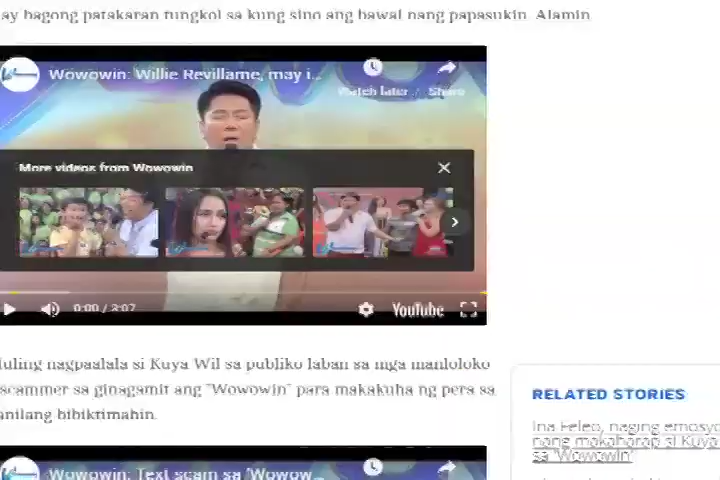 ay bagong patakaran tungkol sa kung sino ang bawal nang papasukin. Alamin
Wowowin: Willie Revillame, may i...
Watch later
Share
More videos from Wowowin
0:00 / 3:07
YouTube
uling nagpaalala si Kuya Wil sa publiko laban sa mga manloloko
scammer sa ginagamit ang "Wowowin" para makakuha ng pera sa
anilang bibiktimahin.
RELATED STORIES
Ina Feleo, naging emosyo
nang makaharap si Kuya
sa 'Wowowin'
Wowowin: Text scam sa 'Wowow...